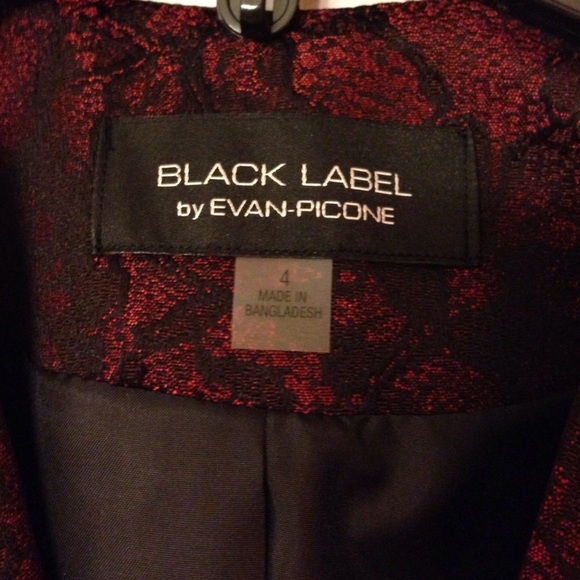 BLACK LABEL
by EVAN-PICONE
4
MADE IN
BANGLADESH